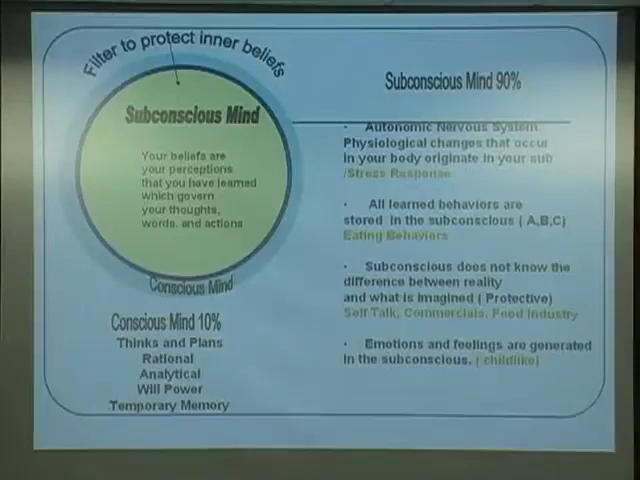 Filter to protect inner beliefs
Subconscious Mind
Your beliefs are
your perceptions
that you have learned
which govern
your thoughts,
words, and actions
Conscious Mind
Conscious Mind 10%
Thinks and Plans
Rational
Analytical
Will Power
Temporary Memory
Subconscious Mind 90%
· Autonomic Nervous System
Physiological changes that occur
in your body originate in your sub
/Stress Response
· All learned behaviors are
stored in the subconscious ( A,B,C)
Eating Behaviors
· Subconscious does not know the
difference between reality
and what is imagined ( Protective)
Self Talk, Commercials, Food Industry
· Emotions and feelings are generated
in the subconscious. ( childlike)